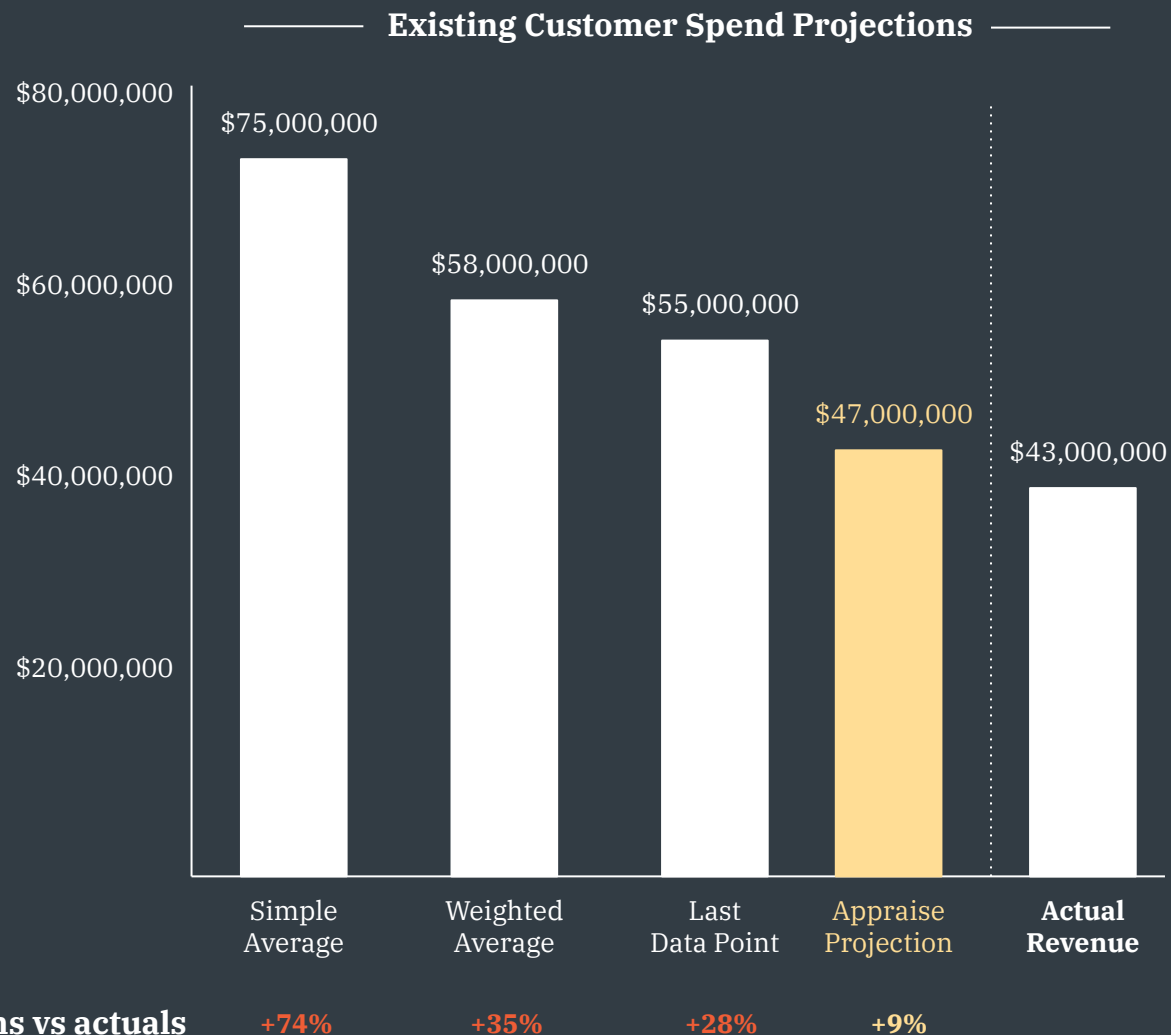 Existing Customer Spend Projections
$80,000,000
$75,000,000
$60,000,000
$58,000,000
$55,000,000
$47,000,000
$40,000,000
$43,000,000
$20,000,000
Simple
Average
Weighted
Average
Last
Data Point
Appraise
Projection
Actual
Revenue
vs actuals +74% +35% +28% +9%